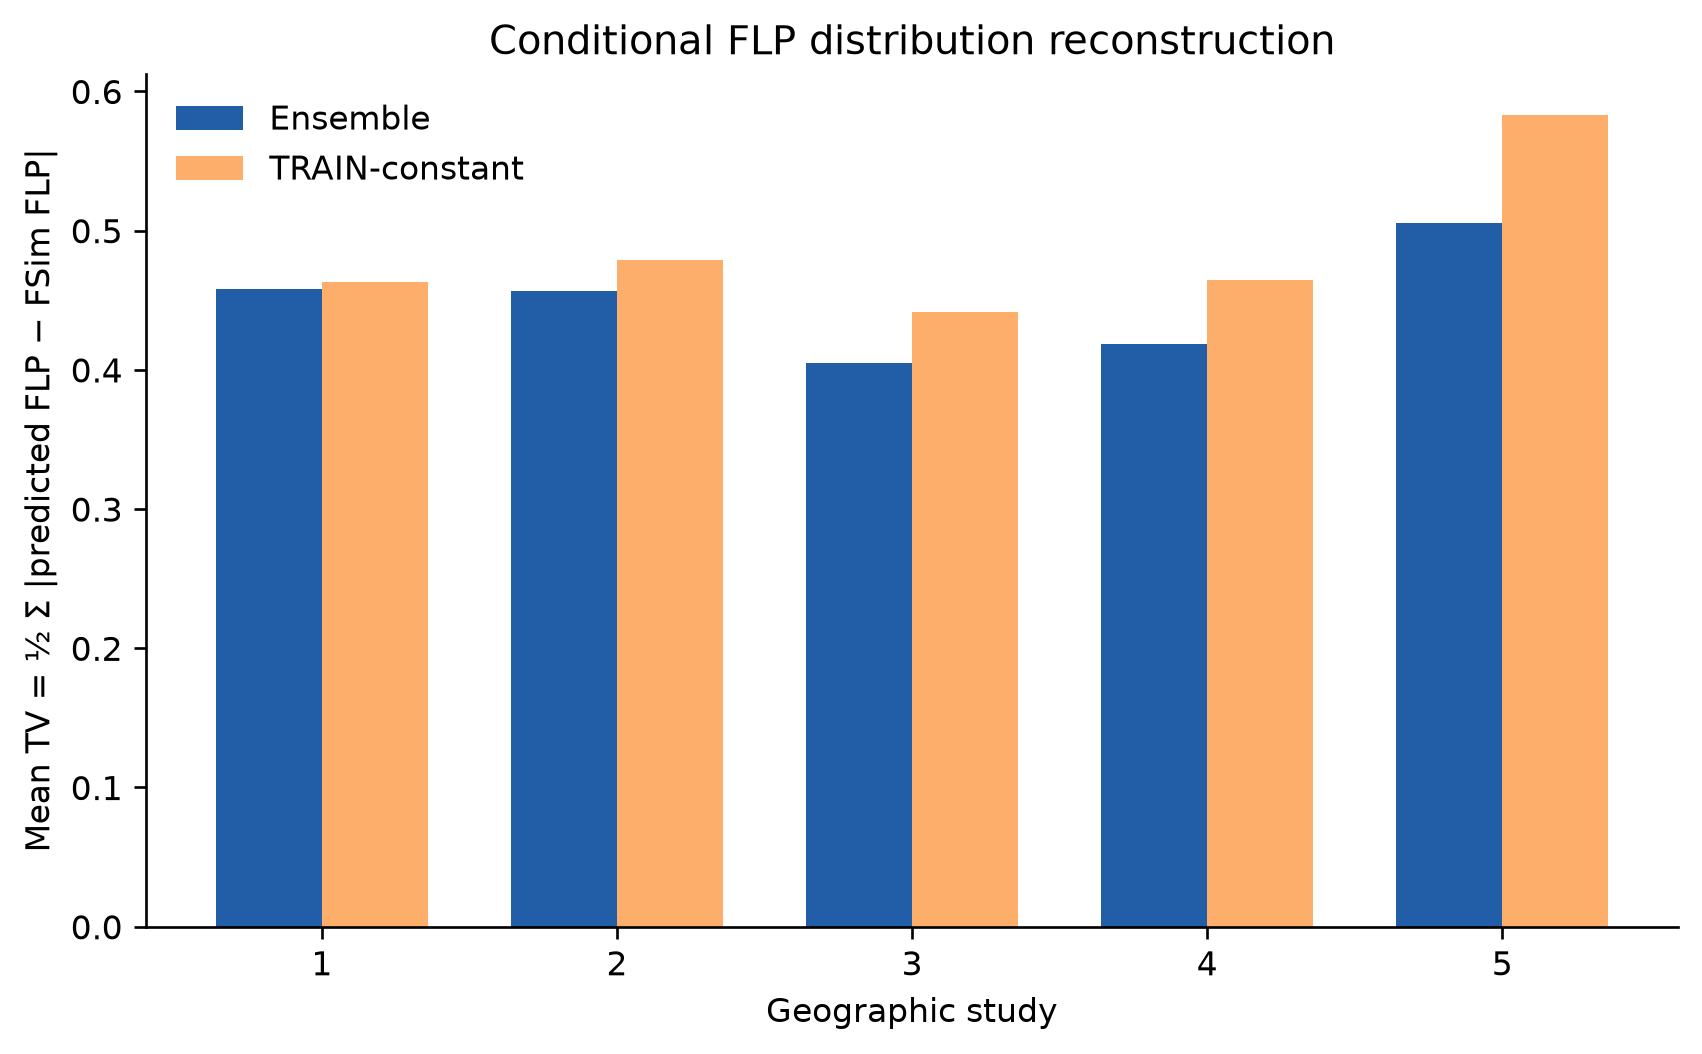 Conditional FLP distribution reconstruction
Ensemble
TRAIN-constant
Mean TV = ½ Σ |predicted FLP − FSim FLP|
0.6
0.5
0.4
0.3
0.2
0.1
0.0
1 2 3 4 5
Geographic study